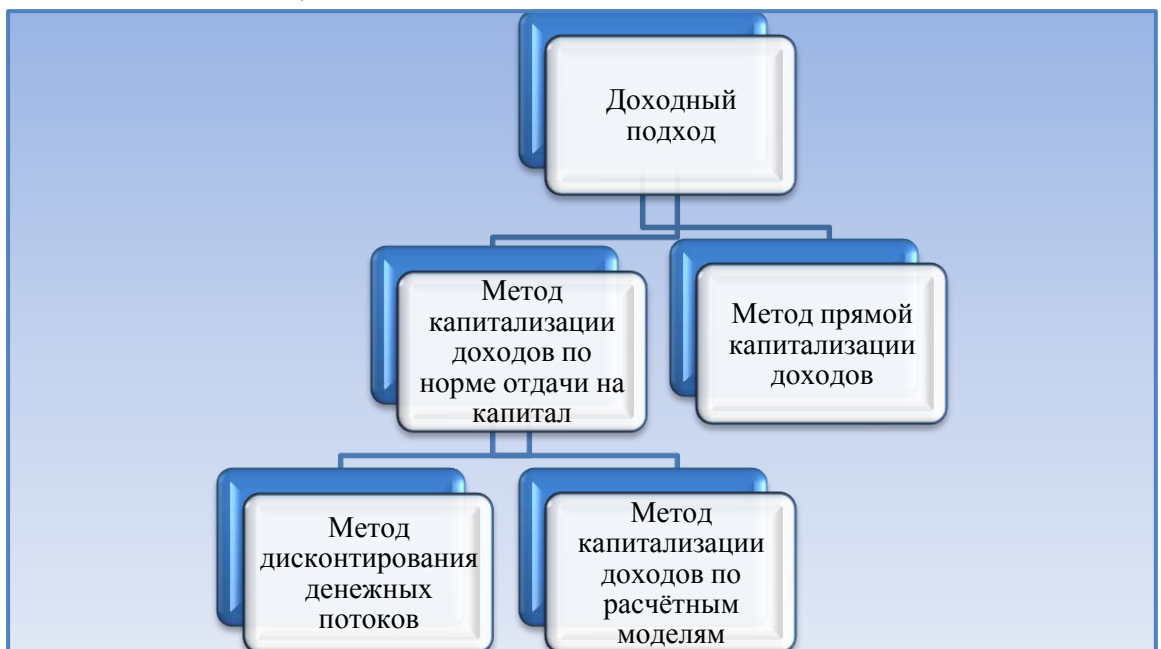 Доходный
подход
Метод
капитализации
доходов по
норме отдачи на
капитал
Метод прямой
капитализации
доходов
Метод
дисконтирования
денежных
потоков
Метод
капитализации
доходов по
расчётным
моделям